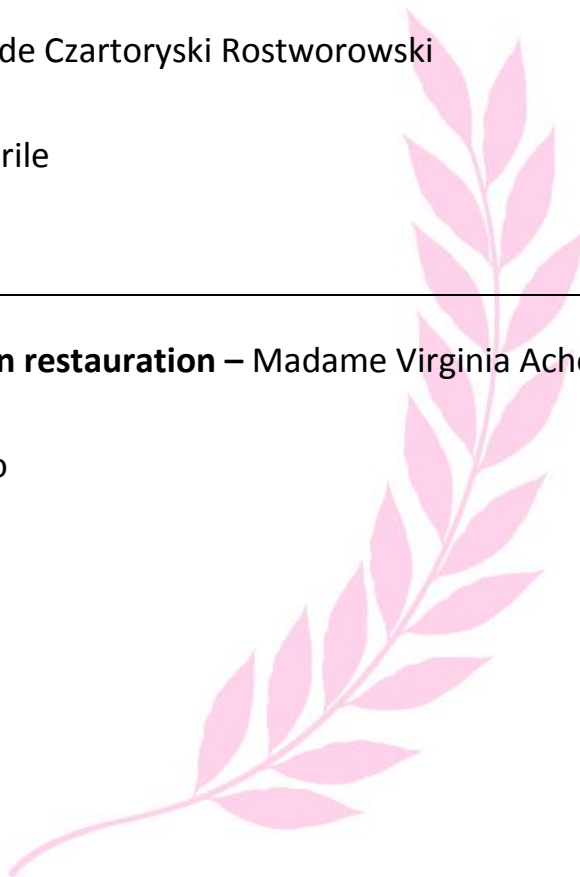 de Czartoryski Rostworowski
rile
n restauration – Madame Virginia Ach